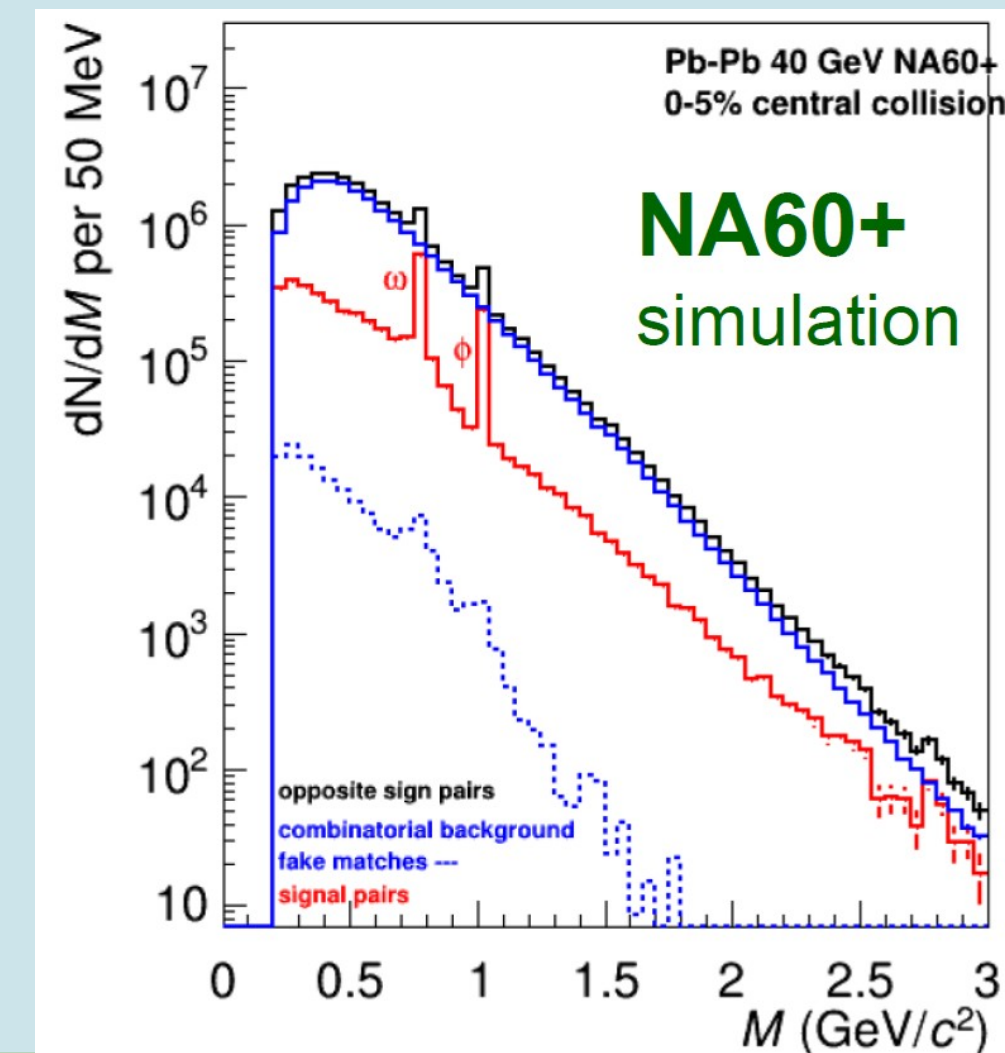 dN/dM per 50 MeV
10⁷
10⁶
10⁵
10⁴
10³
10²
10
Pb-Pb 40 GeV NA60+
0-5% central collision
NA60+
simulation
ω
ϕ
opposite sign pairs
combinatorial background
fake matches ---
signal pairs
0 0.5 1 1.5 2 2.5 3
M (GeV/c²)